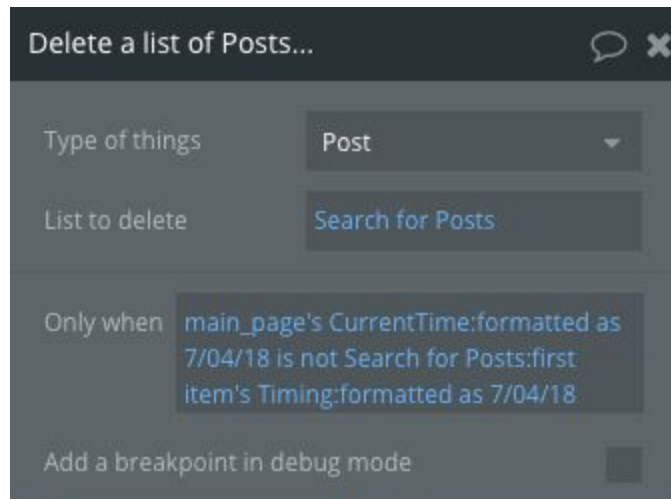 Delete a list of Posts...
Type of things Post
List to delete Search for Posts
Only when main_page's CurrentTime:formatted as
7/04/18 is not Search for Posts:first
item's Timing:formatted as 7/04/18
Add a breakpoint in debug mode